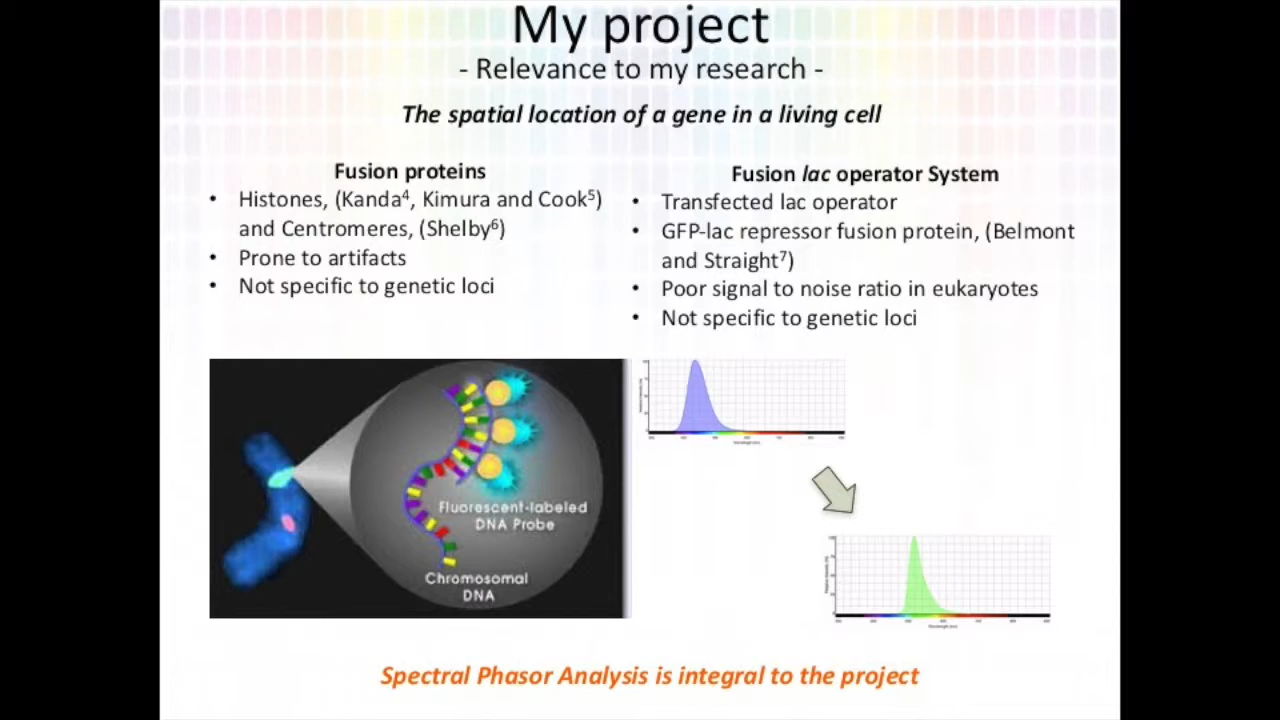 My project
- Relevance to my research -
The spatial location of a gene in a living cell
Fusion proteins
• Histones, (Kanda⁴, Kimura and Cook⁵)
and Centromeres, (Shelby⁶)
• Prone to artifacts
• Not specific to genetic loci
Fusion lac operator System
• Transfected lac operator
• GFP-lac repressor fusion protein, (Belmont
and Straight⁷)
• Poor signal to noise ratio in eukaryotes
• Not specific to genetic loci
Fluorescent-labeled
DNA Probe
Chromosomal
DNA
Spectral Phasor Analysis is integral to the project